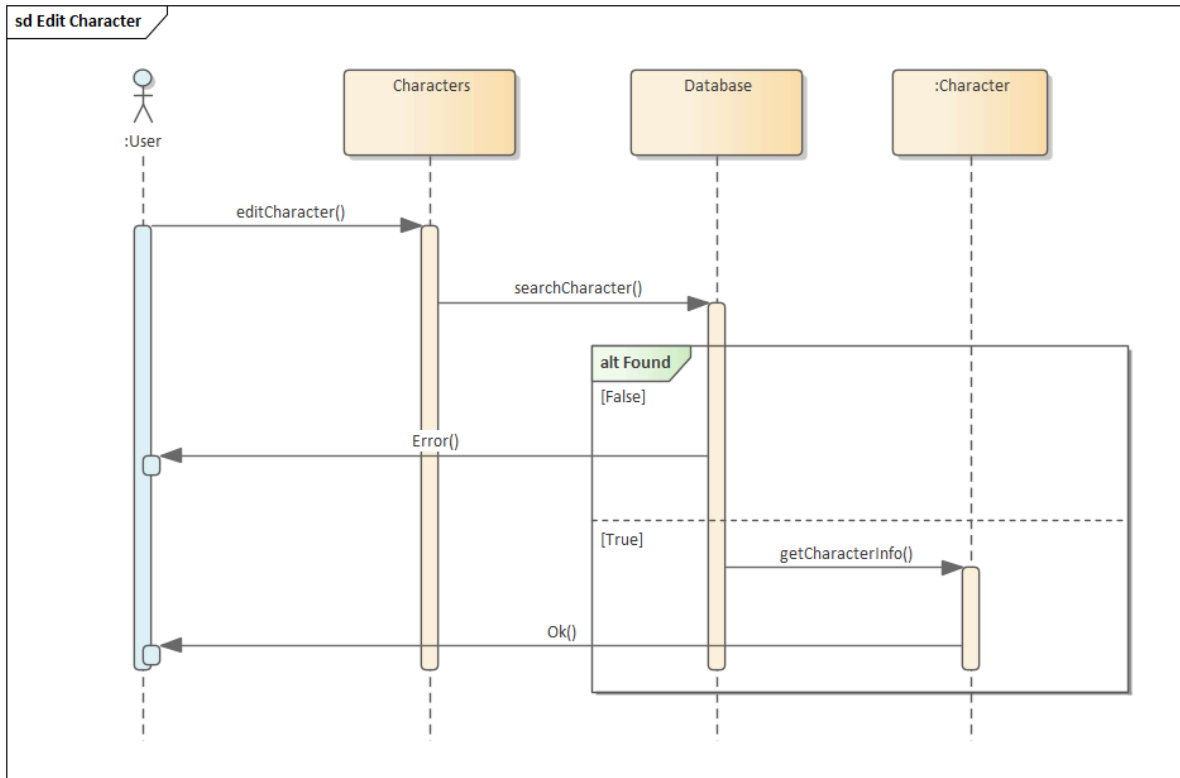 sd Edit Character
:User
Characters
Database
:Character
editCharacter()
searchCharacter()
alt Found
[False]
Error()
[True]
getCharacterInfo()
Ok()